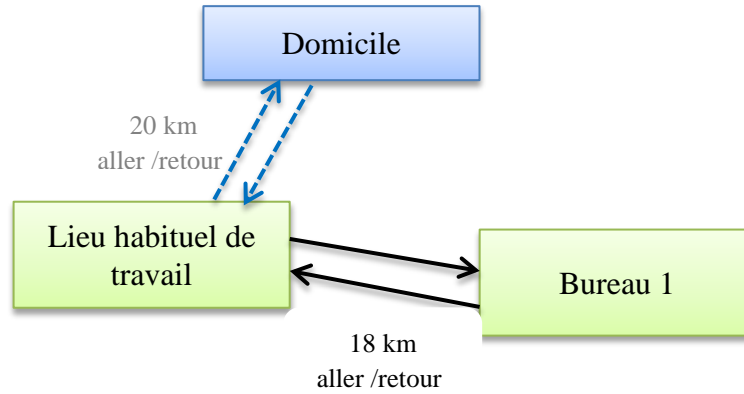 Domicile
20 km
aller /retour
Lieu habituel de
travail
Bureau 1
18 km
aller /retour